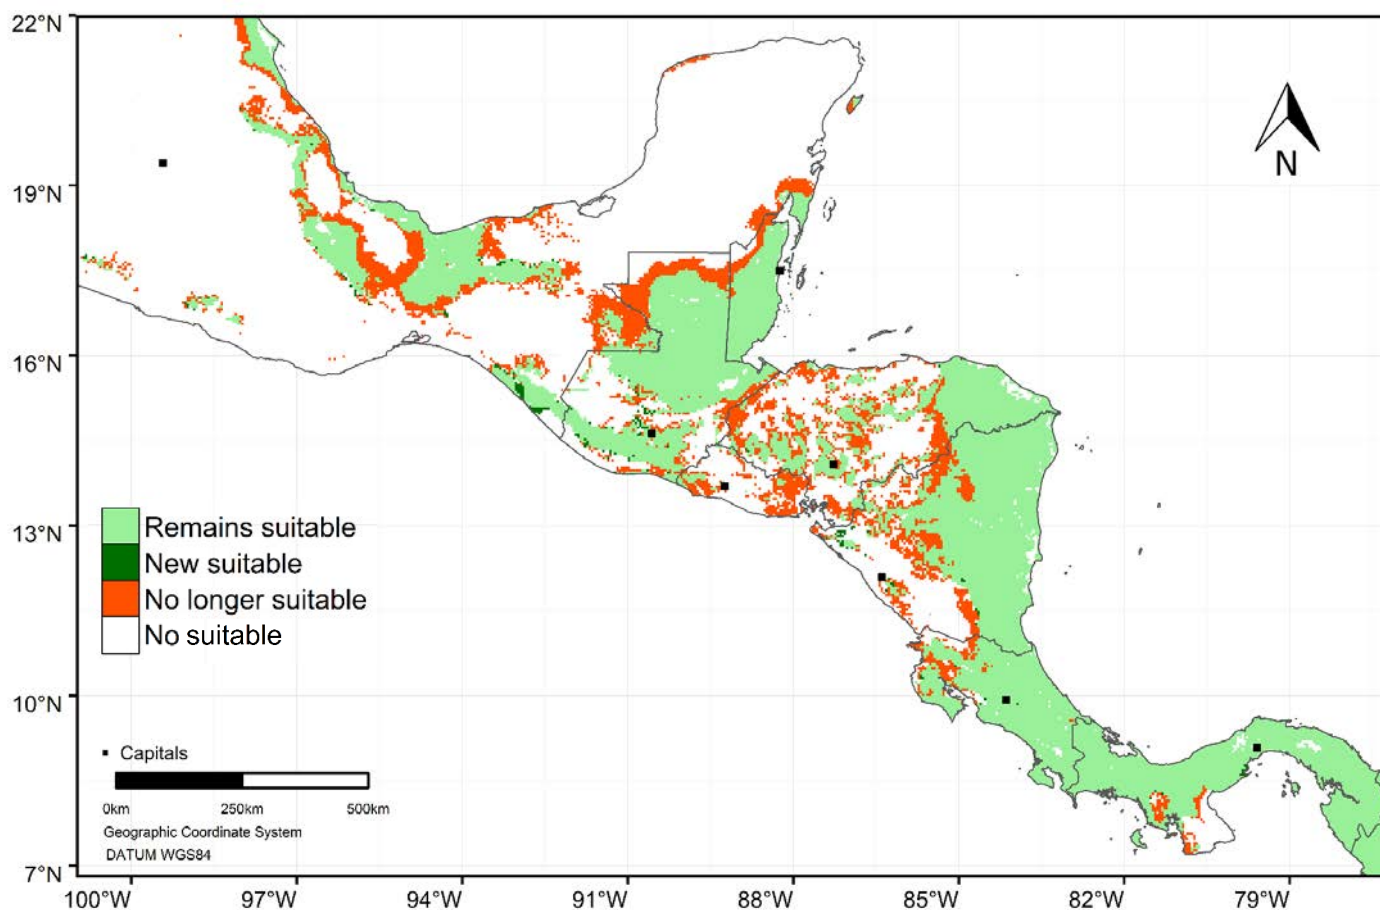 22°N
19°N
16°N
13°N
10°N
7°N
N
Remains suitable
New suitable
No longer suitable
No suitable
Capitals
0km 250km 500km
Geographic Coordinate System
DATUM WGS84
100°W 97°W 94°W 91°W 88°W 85°W 82°W 79°W